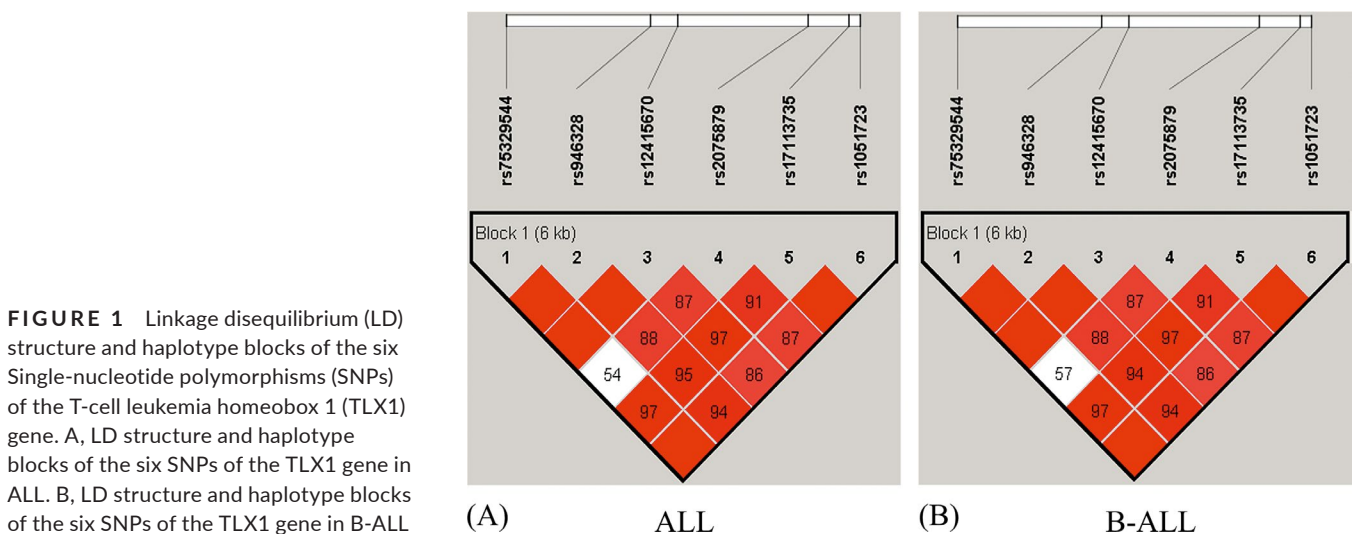 FIGURE 1 Linkage disequilibrium (LD)
structure and haplotype blocks of the six
Single-nucleotide polymorphisms (SNPs)
of the T-cell leukemia homeobox 1 (TLX1)
gene. A, LD structure and haplotype
blocks of the six SNPs of the TLX1 gene in
ALL. B, LD structure and haplotype blocks
of the six SNPs of the TLX1 gene in B-ALL
rs75329544
rs946328
rs12415670
rs2075879
rs17113735
rs1051723
Block 1 (6 kb)
1 2 3 4 5 6
87 91
88 97 87
54 95 86
97 94
(A) ALL
rs75329544
rs946328
rs12415670
rs2075879
rs17113735
rs1051723
Block 1 (6 kb)
1 2 3 4 5 6
87 91
88 97 87
57 94 86
97 94
(B) B-ALL